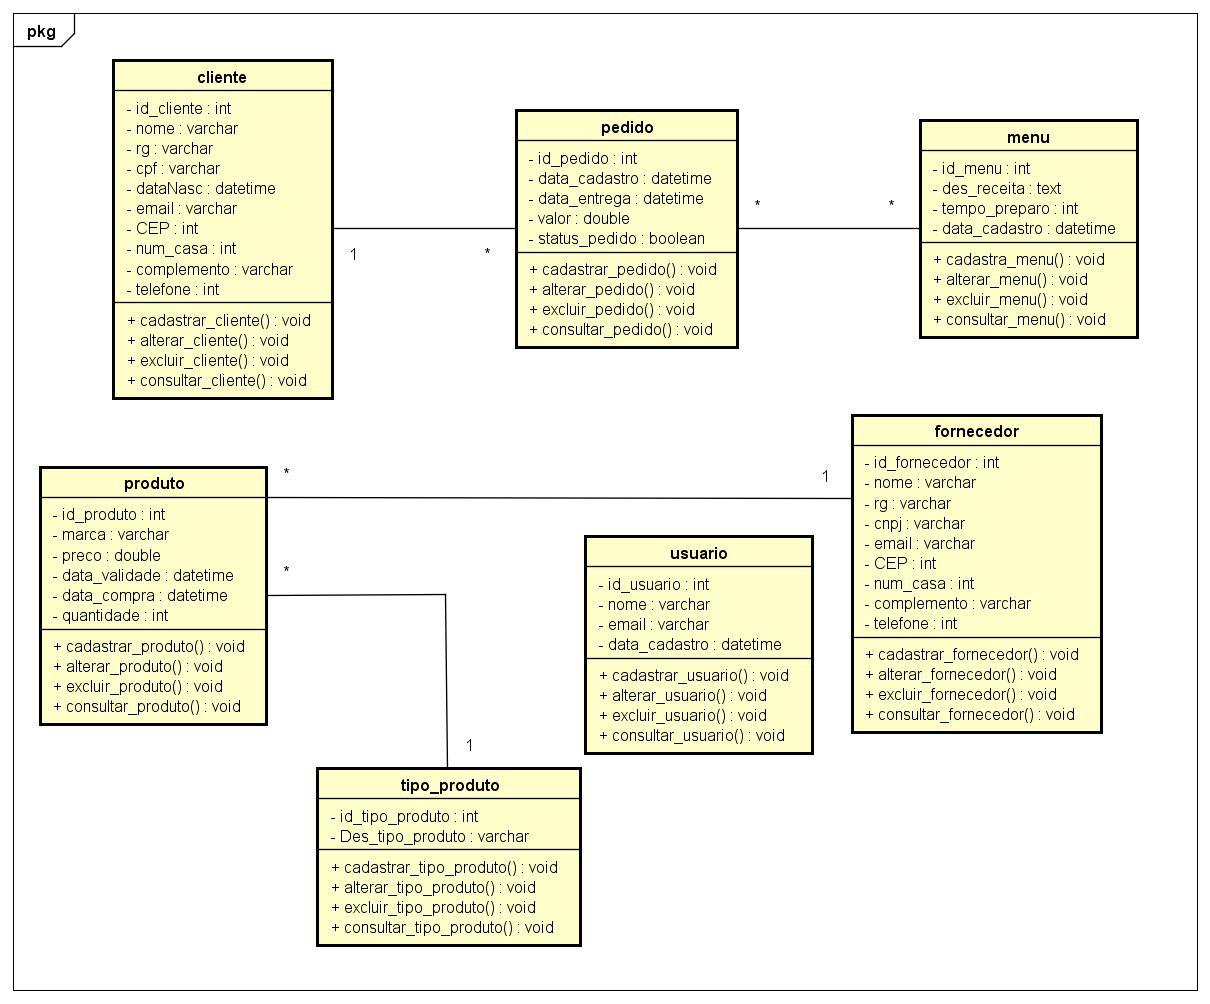 pkg
cliente
- id_cliente : int
- nome : varchar
- rg : varchar
- cpf : varchar
- dataNasc : datetime
- email : varchar
- CEP : int
- num_casa : int
- complemento : varchar
- telefone : int
+ cadastrar_cliente() : void
+ alterar_cliente() : void
+ excluir_cliente() : void
+ consultar_cliente() : void
1
*
pedido
- id_pedido : int
- data_cadastro : datetime
- data_entrega : datetime
- valor : double
- status_pedido : boolean
+ cadastrar_pedido() : void
+ alterar_pedido() : void
+ excluir_pedido() : void
+ consultar_pedido() : void
*
*
menu
- id_menu : int
- des_receita : text
- tempo_preparo : int
- data_cadastro : datetime
+ cadastra_menu() : void
+ alterar_menu() : void
+ excluir_menu() : void
+ consultar_menu() : void
produto
- id_produto : int
- marca : varchar
- preco : double
- data_validade : datetime
- data_compra : datetime
- quantidade : int
+ cadastrar_produto() : void
+ alterar_produto() : void
+ excluir_produto() : void
+ consultar_produto() : void
*
1
*
1
fornecedor
- id_fornecedor : int
- nome : varchar
- rg : varchar
- cnpj : varchar
- email : varchar
- CEP : int
- num_casa : int
- complemento : varchar
- telefone : int
+ cadastrar_fornecedor() : void
+ alterar_fornecedor() : void
+ excluir_fornecedor() : void
+ consultar_fornecedor() : void
usuario
- id_usuario : int
- nome : varchar
- email : varchar
- data_cadastro : datetime
+ cadastrar_usuario() : void
+ alterar_usuario() : void
+ excluir_usuario() : void
+ consultar_usuario() : void
tipo_produto
- id_tipo_produto : int
- Des_tipo_produto : varchar
+ cadastrar_tipo_produto() : void
+ alterar_tipo_produto() : void
+ excluir_tipo_produto() : void
+ consultar_tipo_produto() : void